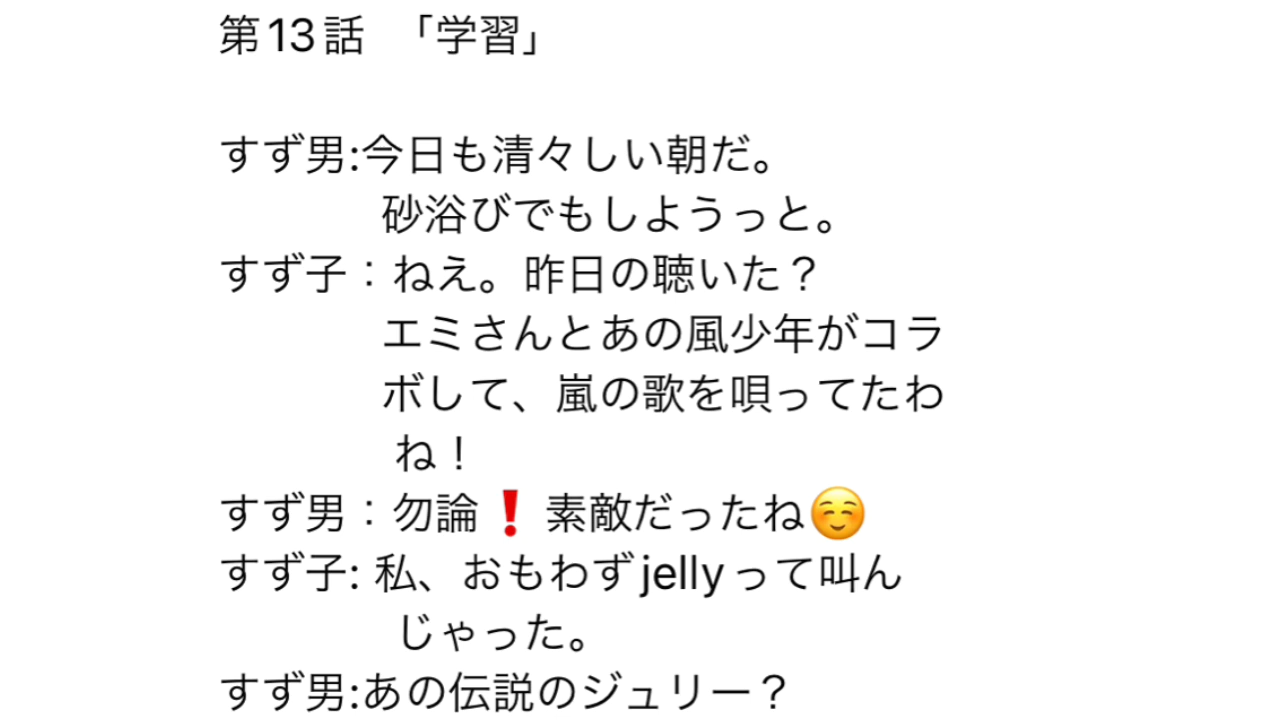 第13話 「学習」
すず男:今日も清々しい朝だ。
砂浴びでもしようっと。
すず子：ねえ。昨日の聴いた？
エミさんとあの風少年がコラ
ボして、嵐の歌を唄ってたわ
ね！
すず男：勿論❗素敵だったね☺️
すず子: 私、おもわずjellyって叫ん
じゃった。
すず男:あの伝説のジュリー？